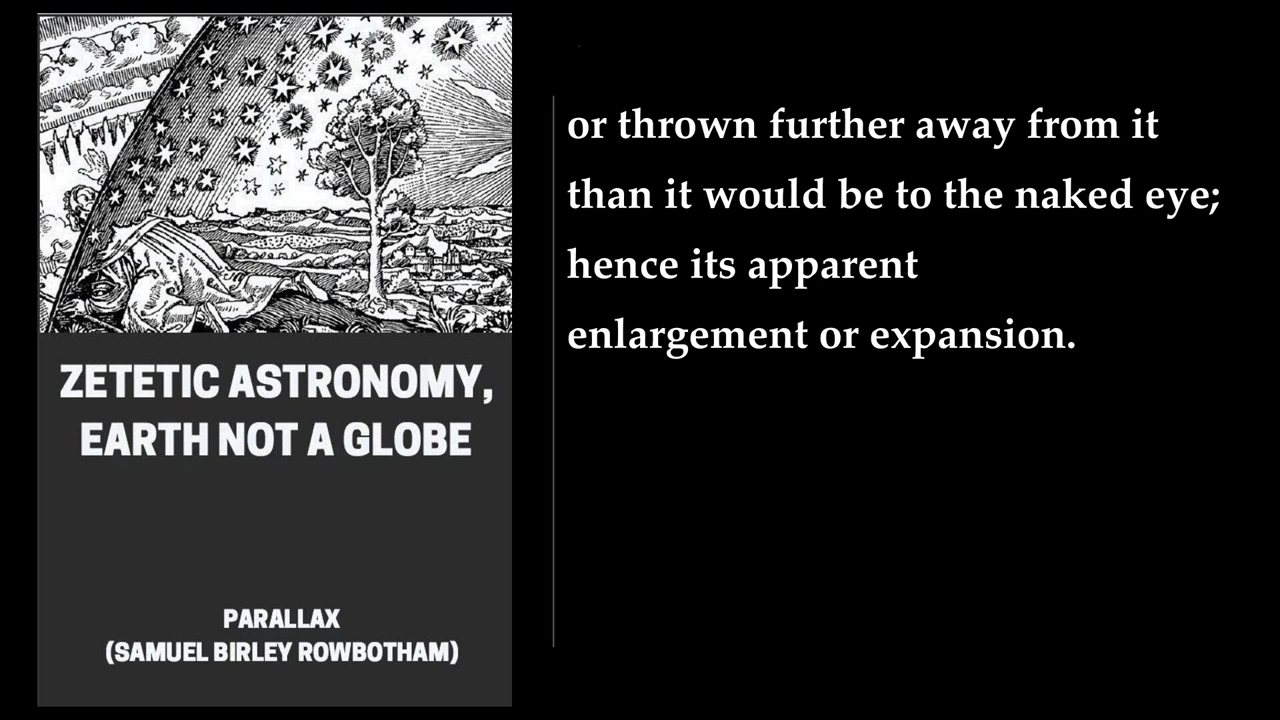 ZETETIC ASTRONOMY,
EARTH NOT A GLOBE
PARALLAX
(SAMUEL BIRLEY ROWBOTHAM)
or thrown further away from it
than it would be to the naked eye;
hence its apparent
enlargement or expansion.